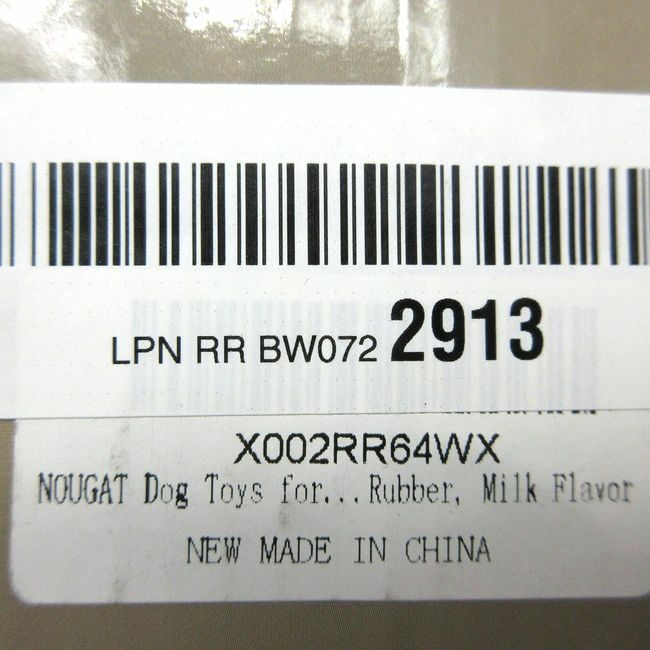 LPN RR BW072 2913
X002RR64WX
NOUGAT Dog Toys for...Rubber, Milk Flavor
NEW MADE IN CHINA